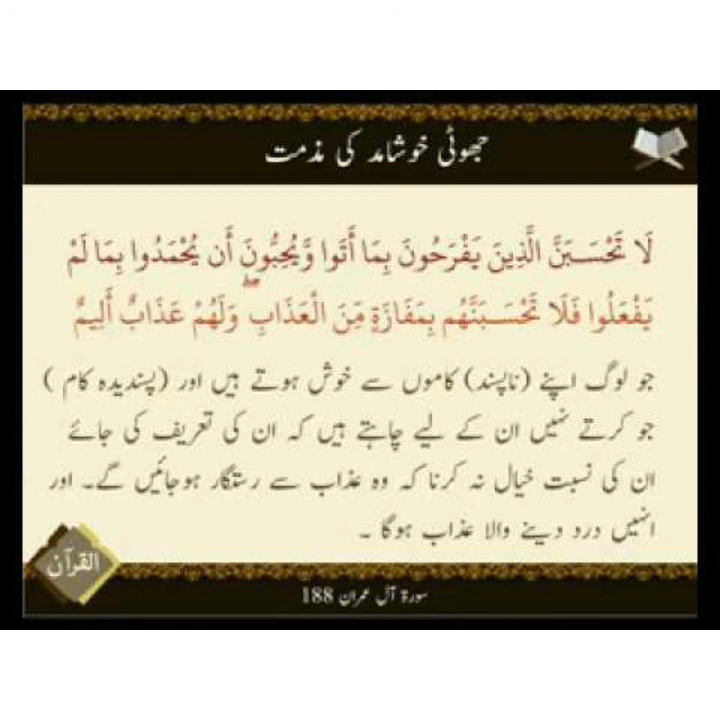 جھوٹی خوشامد کی مذمت
لَا تَحْسَبَنَّ الَّذِينَ يَفْرَحُونَ بِمَا أَتَوا وَّيُحِبُّونَ أَن يُحْمَدُوا بِمَا لَمْ
يَفْعَلُوا فَلَا تَحْسَبَنَّهُم بِمَفَازَةٍ مِّنَ الْعَذَابِ ۖ وَلَهُمْ عَذَابٌ أَلِيمٌ
جو لوگ اپنے (ناپسند) کاموں سے خوش ہوتے ہیں اور (پسندیدہ کام )
جو کرتے نہیں ان کے لیے چاہتے ہیں کہ ان کی تعریف کی جائے
ان کی نسبت خیال نہ کرنا کہ وہ عذاب سے رستگار ہوجائیں گے۔ اور
انہیں درد دینے والا عذاب ہوگا ۔
القرآن
سورۃ آل عمران 188